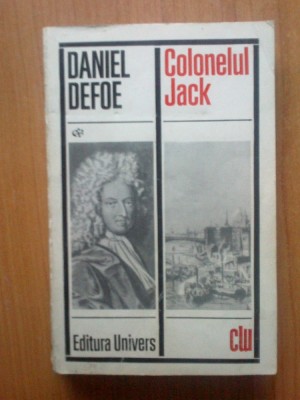 DANIEL
DEFOE
Colonelul
Jack
Editura Univers
clu